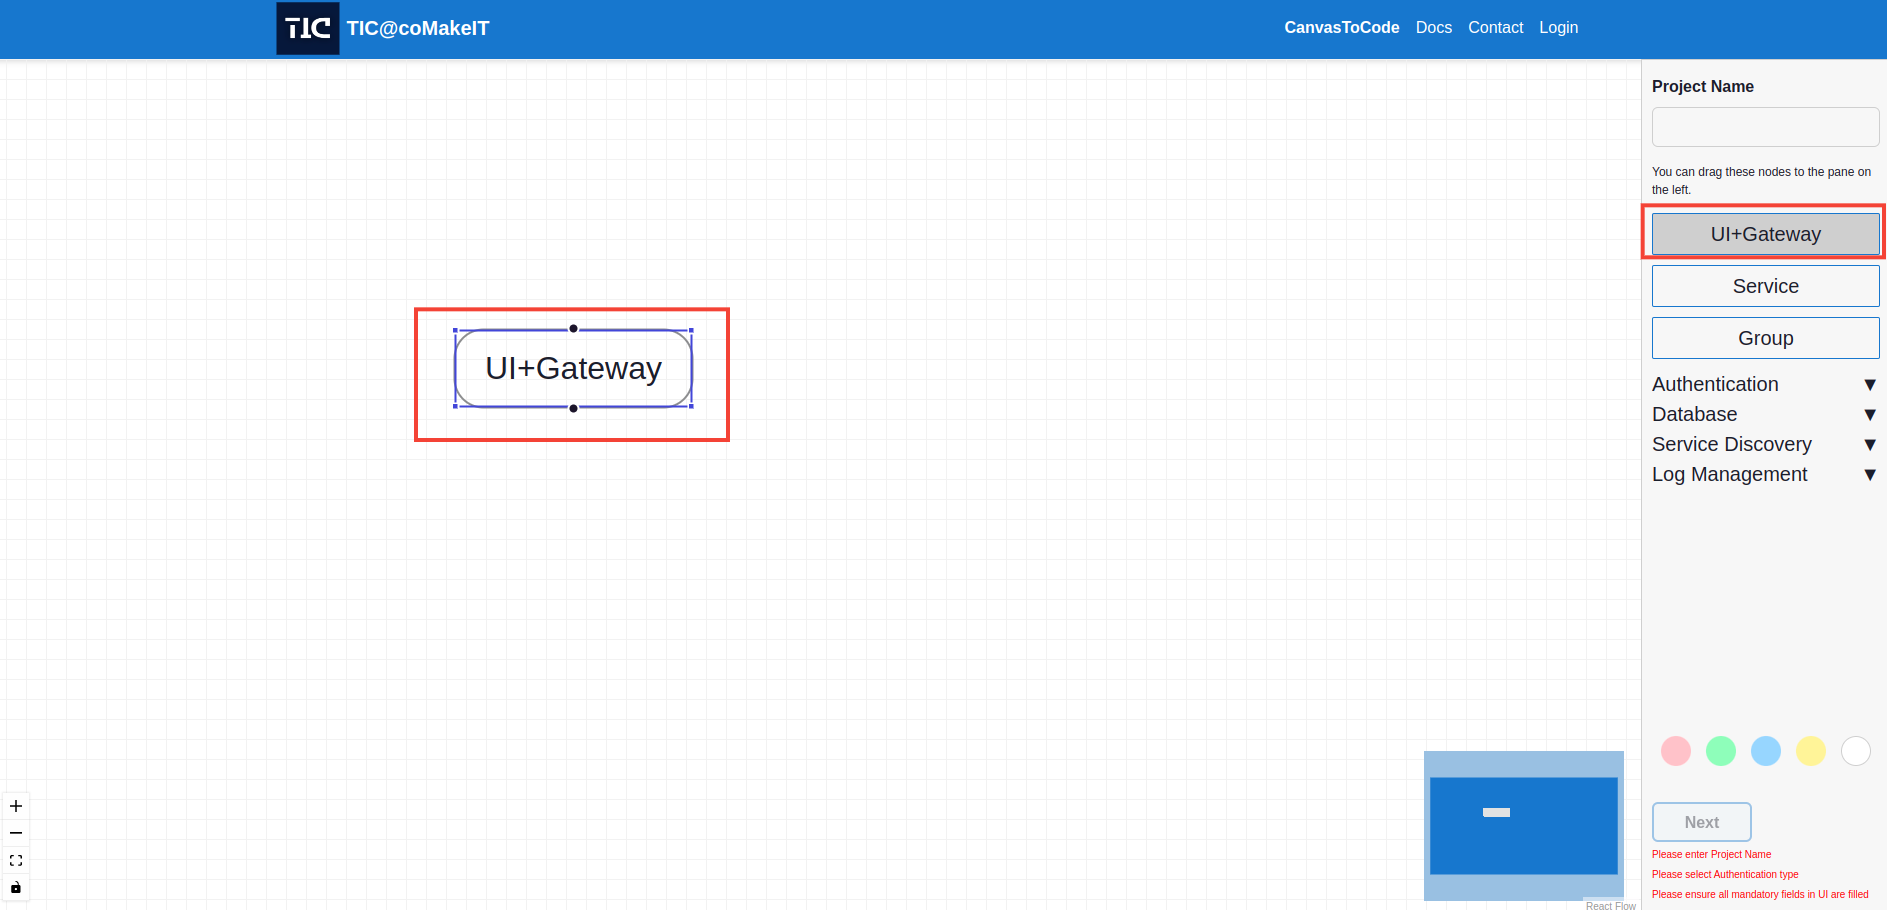 TIC TIC@coMakeIT
CanvasToCode Docs Contact Login
Project Name
You can drag these nodes to the pane on
the left.
UI+Gateway
Service
Group
Authentication ▼
Database ▼
Service Discovery ▼
Log Management ▼
UI+Gateway
Next
Please enter Project Name
Please select Authentication type
Please ensure all mandatory fields in UI are filled
React Flow